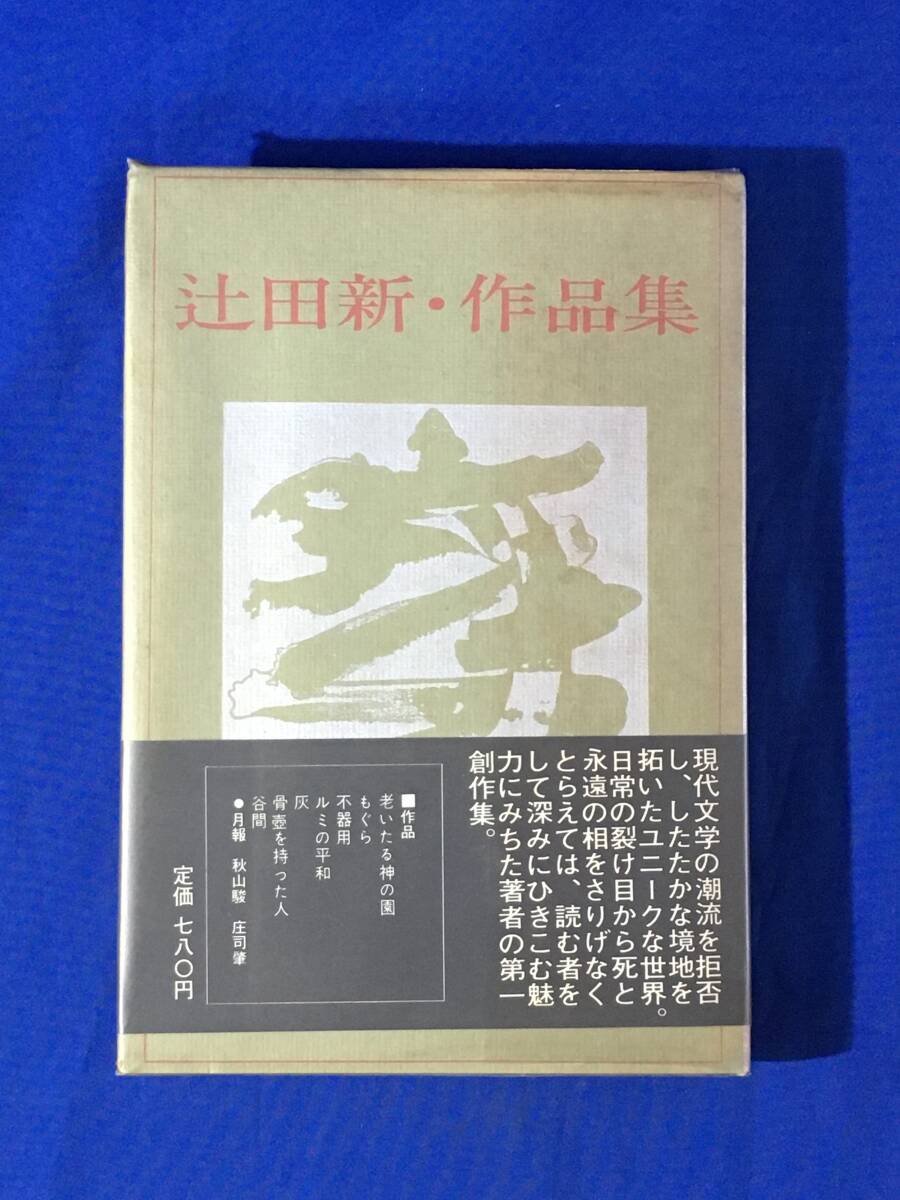 辻田新・作品集
現代文学の潮流を拒否
し、したたかな境地を
拓いたユニークな世界。
日常の裂け目から死と
永遠の相をさりげなく
とらえては、読む者を
して深みにひきこむ魅
力にみちた著者の第一
創作集。
■作品
老いたる神の園
もぐら
不器用
ルミの平和
灰
骨壺を持った人
谷間
●月報 秋山駿 庄司肇
定価 七八〇円